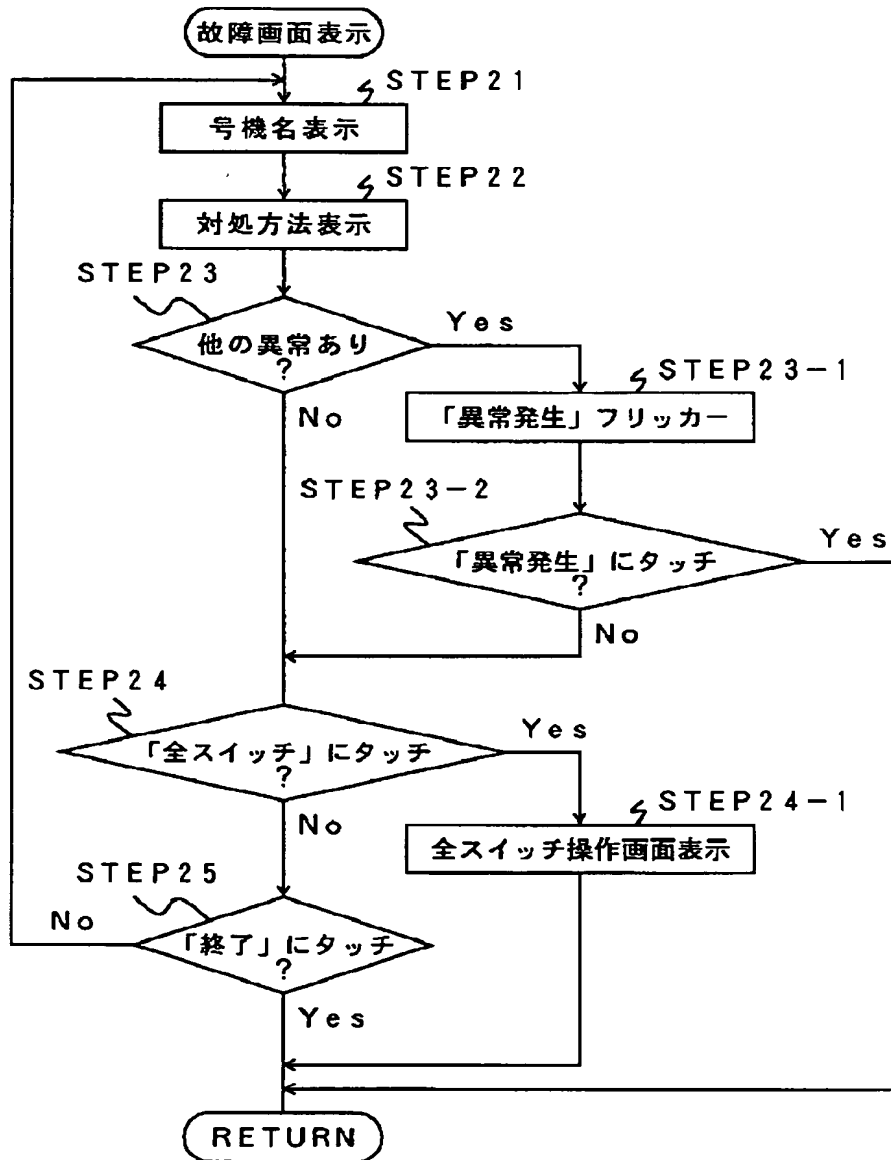 故障画面表示
STEP21
号機名表示
STEP22
対処方法表示
STEP23
他の異常あり
?
Yes
No
STEP23-1
「異常発生」フリッカー
STEP23-2
「異常発生」にタッチ
?
Yes
No
STEP24
「全スイッチ」にタッチ
?
Yes
No
STEP24-1
全スイッチ操作画面表示
STEP25
「終了」にタッチ
?
No
Yes
RETURN